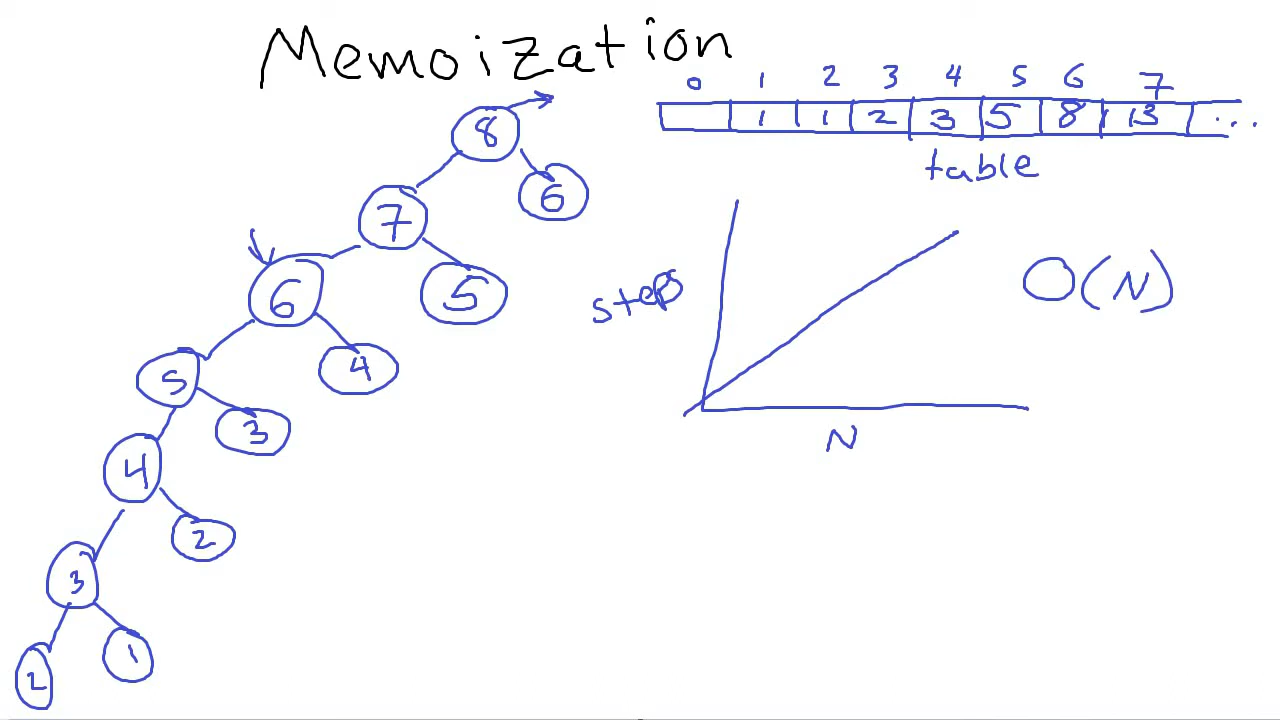 Memoization
0 1 2 3 4 5 6 7
1 1 2 3 5 8 13 ...
table
8
6
7
5
6
4
5
3
4
2
3
1
2
steps
O(N)
N